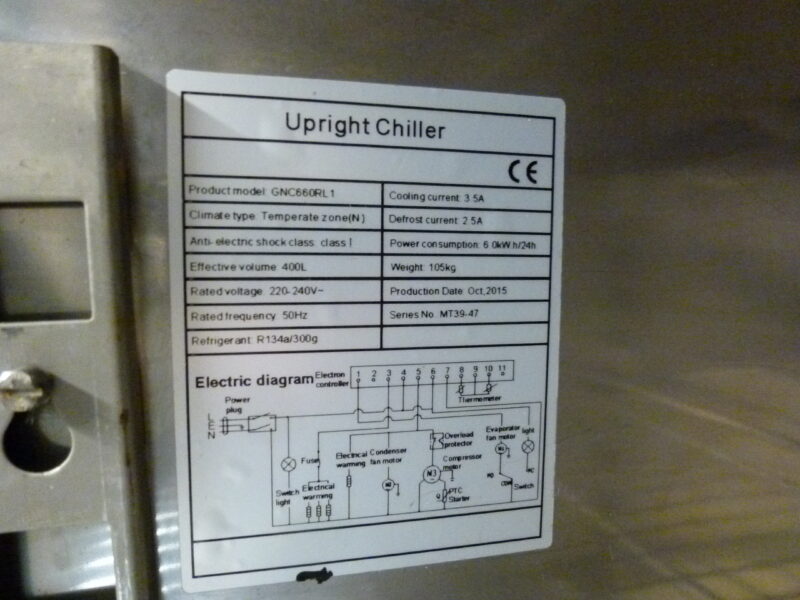 Upright Chiller
CE
Product model: GNC660RL1
Cooling current: 3.5A
Climate type: Temperate zone(N)
Defrost current: 2.5A
Anti- electric shock class: class I
Power consumption: 6.0kW h/24h
Effective volume: 400L
Weight: 105kg
Rated voltage: 220-240V~
Production Date: Oct,2015
Rated frequency: 50Hz
Series No. MT39-47
Refrigerant: R134a/300g
Electric diagram
Electron
controller
1 2 3 4 5 6 7 8 9 10 11
Thermometer
Power
plug
L
E
N
Switch
light
Fuse
Electrical
warming
Electrical
warming
Condenser
fan motor
Overload
protector
Compressor
motor
M3
PTC
Starter
Evaporator
fan motor
light
Switch